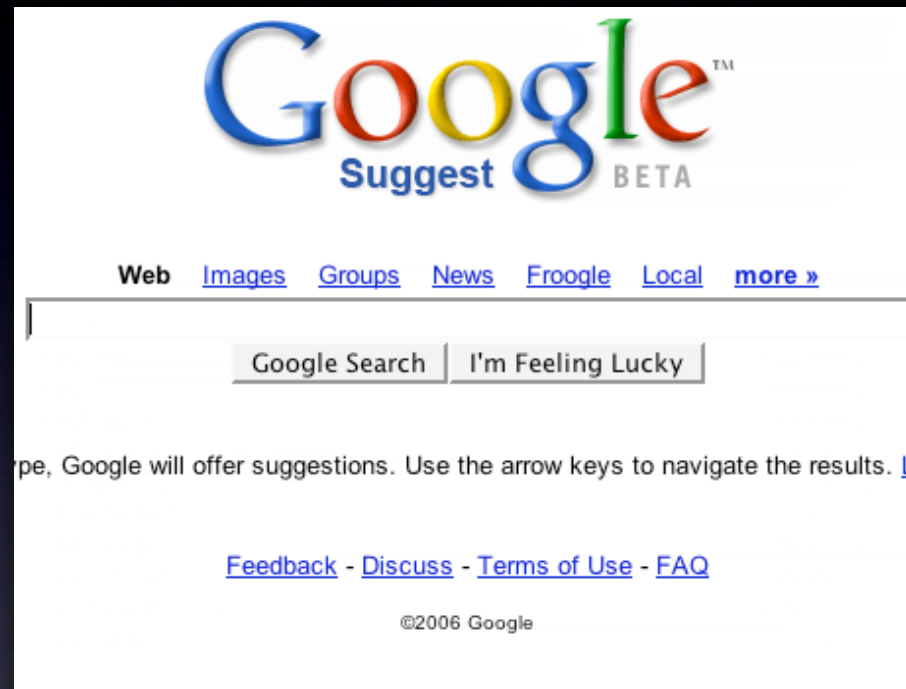 Google™
Suggest BETA
Web Images Groups News Froogle Local more »
Google Search I'm Feeling Lucky
pe, Google will offer suggestions. Use the arrow keys to navigate the results.
Feedback - Discuss - Terms of Use - FAQ
©2006 Google